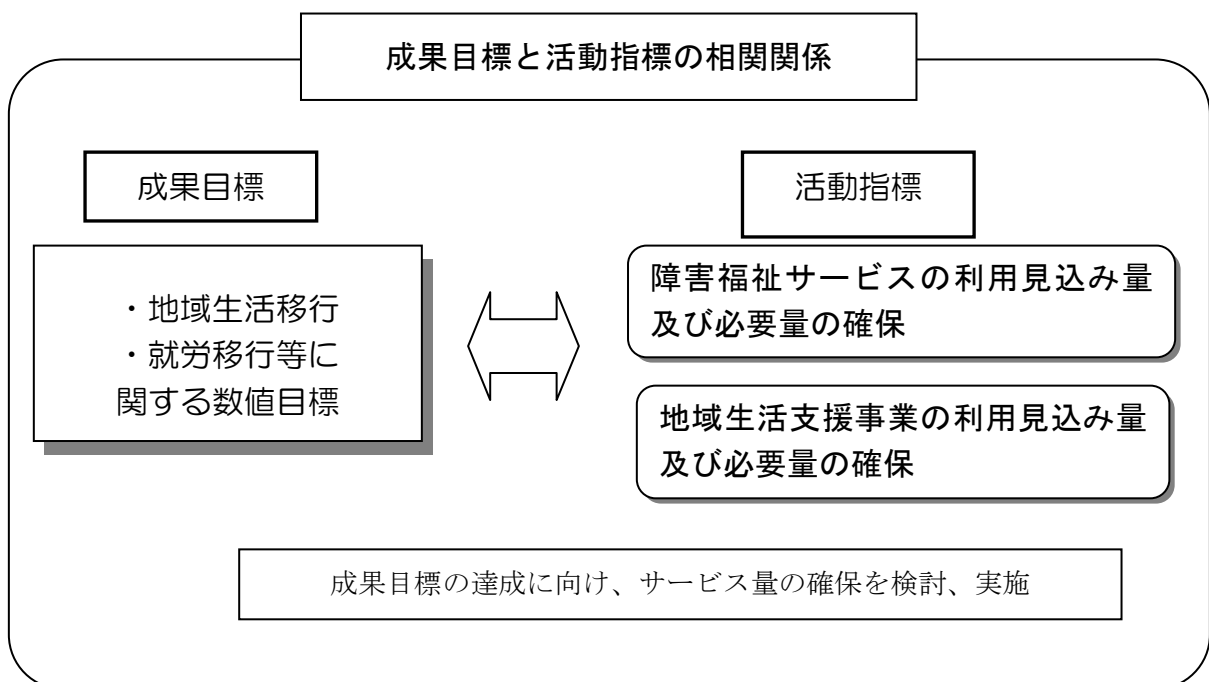 成果目標と活動指標の相関関係
成果目標
・地域生活移行
・就労移行等に
関する数値目標
活動指標
障害福祉サービスの利用見込み量
及び必要量の確保
地域生活支援事業の利用見込み量
及び必要量の確保
成果目標の達成に向け、サービス量の確保を検討、実施